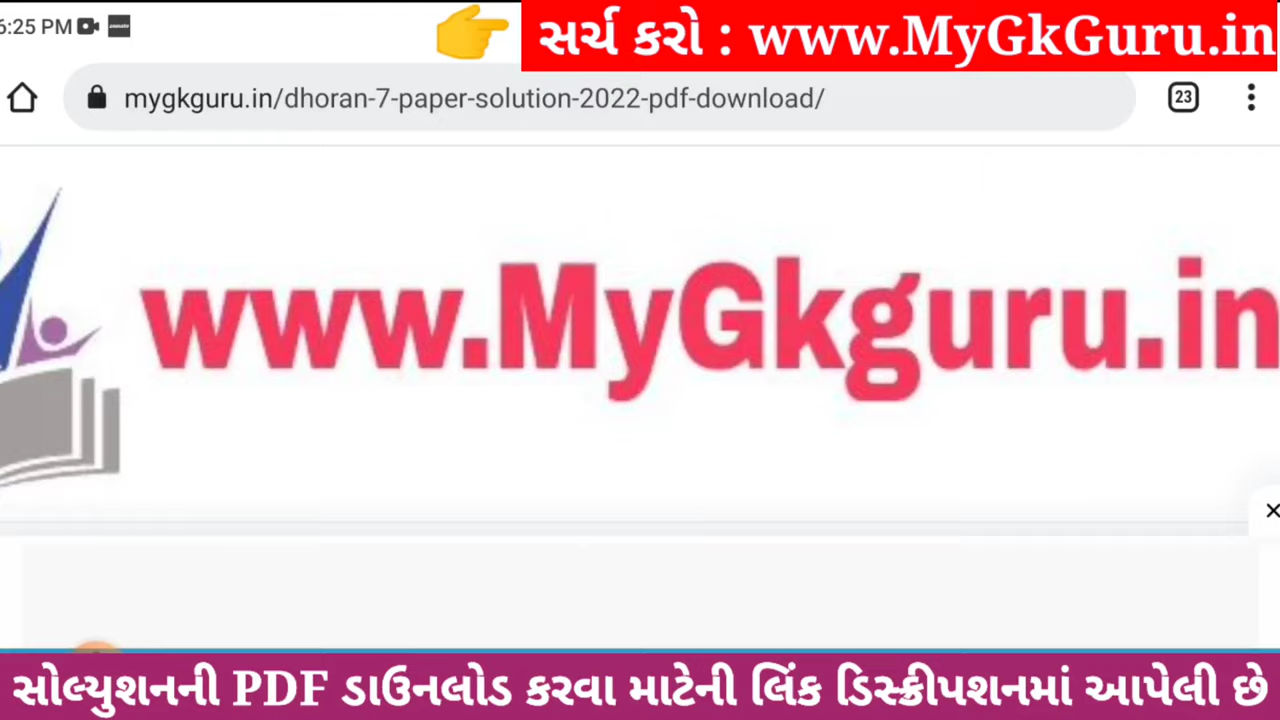 6:25 PM
સર્ચ કરો : www.MyGkGuru.in
mygkguru.in/dhoran-7-paper-solution-2022-pdf-download/
23
www.MyGkguru.in
સોલ્યુશનની PDF ડાઉનલોડ કરવા માટેની લિંક ડિસ્ક્રીપશનમાં આપેલી છે